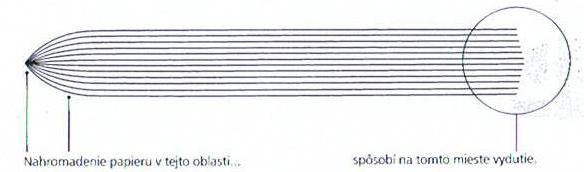 Nahromadenie papieru v tejto oblasti...
spôsobí na tomto mieste vydutie.